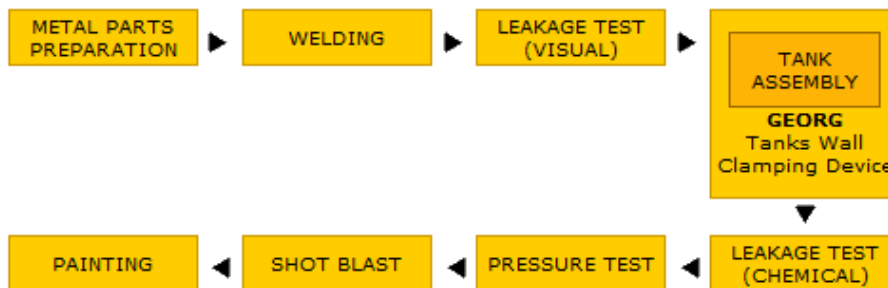 METAL PARTS
PREPARATION
WELDING
LEAKAGE TEST
(VISUAL)
TANK
ASSEMBLY
GEORG
Tanks Wall
Clamping Device
LEAKAGE TEST
(CHEMICAL)
PRESSURE TEST
SHOT BLAST
PAINTING